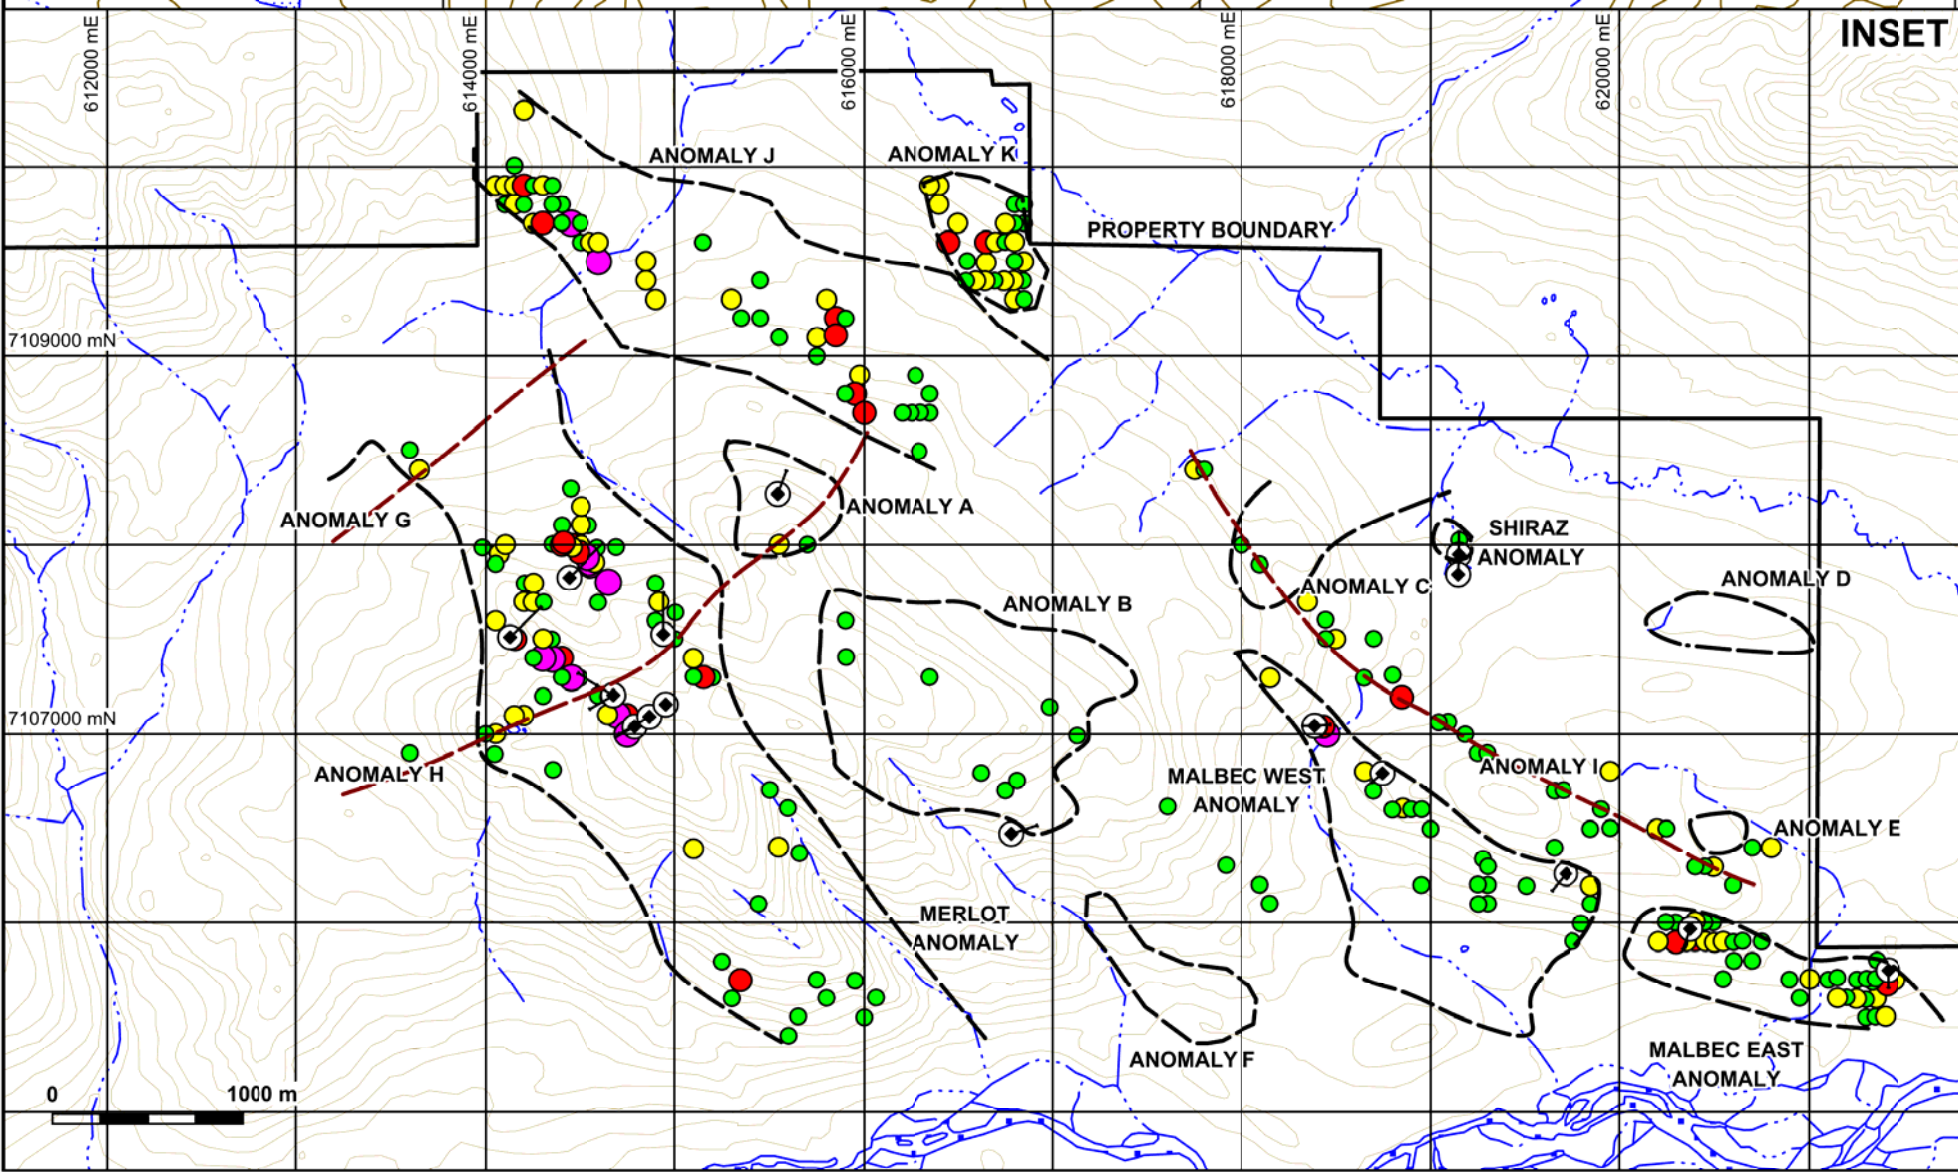 INSET
612000 mE
614000 mE
616000 mE
618000 mE
620000 mE
ANOMALY J
ANOMALY K
PROPERTY BOUNDARY
7109000 mN
ANOMALY G
ANOMALY A
SHIRAZ
ANOMALY
ANOMALY C
ANOMALY D
ANOMALY B
7107000 mN
ANOMALY H
MALBEC WEST
ANOMALY
ANOMALY I
ANOMALY E
MERLOT
ANOMALY
ANOMALY F
MALBEC EAST
ANOMALY
0
1000 m